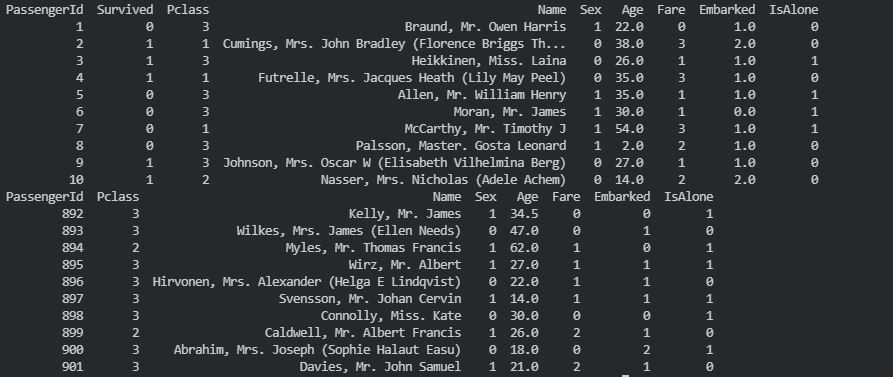 PassengerId Survived Pclass Name Sex Age Fare Embarked IsAlone
1 0 3 Braund, Mr. Owen Harris 1 22.0 0 1.0 0
2 1 1 Cumings, Mrs. John Bradley (Florence Briggs Th... 0 38.0 3 2.0 0
3 1 3 Heikkinen, Miss. Laina 0 26.0 1 1.0 1
4 1 1 Futrelle, Mrs. Jacques Heath (Lily May Peel) 0 35.0 3 1.0 0
5 0 3 Allen, Mr. William Henry 1 35.0 1 1.0 1
6 0 3 Moran, Mr. James 1 30.0 1 0.0 1
7 0 1 McCarthy, Mr. Timothy J 1 54.0 3 1.0 1
8 0 3 Palsson, Master. Gosta Leonard 1 2.0 2 1.0 0
9 1 3 Johnson, Mrs. Oscar W (Elisabeth Vilhelmina Berg) 0 27.0 1 1.0 0
10 1 2 Nasser, Mrs. Nicholas (Adele Achem) 0 14.0 2 2.0 0
PassengerId Pclass Name Sex Age Fare Embarked IsAlone
892 3 Kelly, Mr. James 1 34.5 0 0 1
893 3 Wilkes, Mrs. James (Ellen Needs) 0 47.0 0 1 0
894 2 Myles, Mr. Thomas Francis 1 62.0 1 0 1
895 3 Wirz, Mr. Albert 1 27.0 1 1 1
896 3 Hirvonen, Mrs. Alexander (Helga E Lindqvist) 0 22.0 1 1 0
897 3 Svensson, Mr. Johan Cervin 1 14.0 1 1 1
898 3 Connolly, Miss. Kate 0 30.0 0 0 1
899 2 Caldwell, Mr. Albert Francis 1 26.0 2 1 0
900 3 Abrahim, Mrs. Joseph (Sophie Halaut Easu) 0 18.0 0 2 1
901 3 Davies, Mr. John Samuel 1 21.0 2 1 0